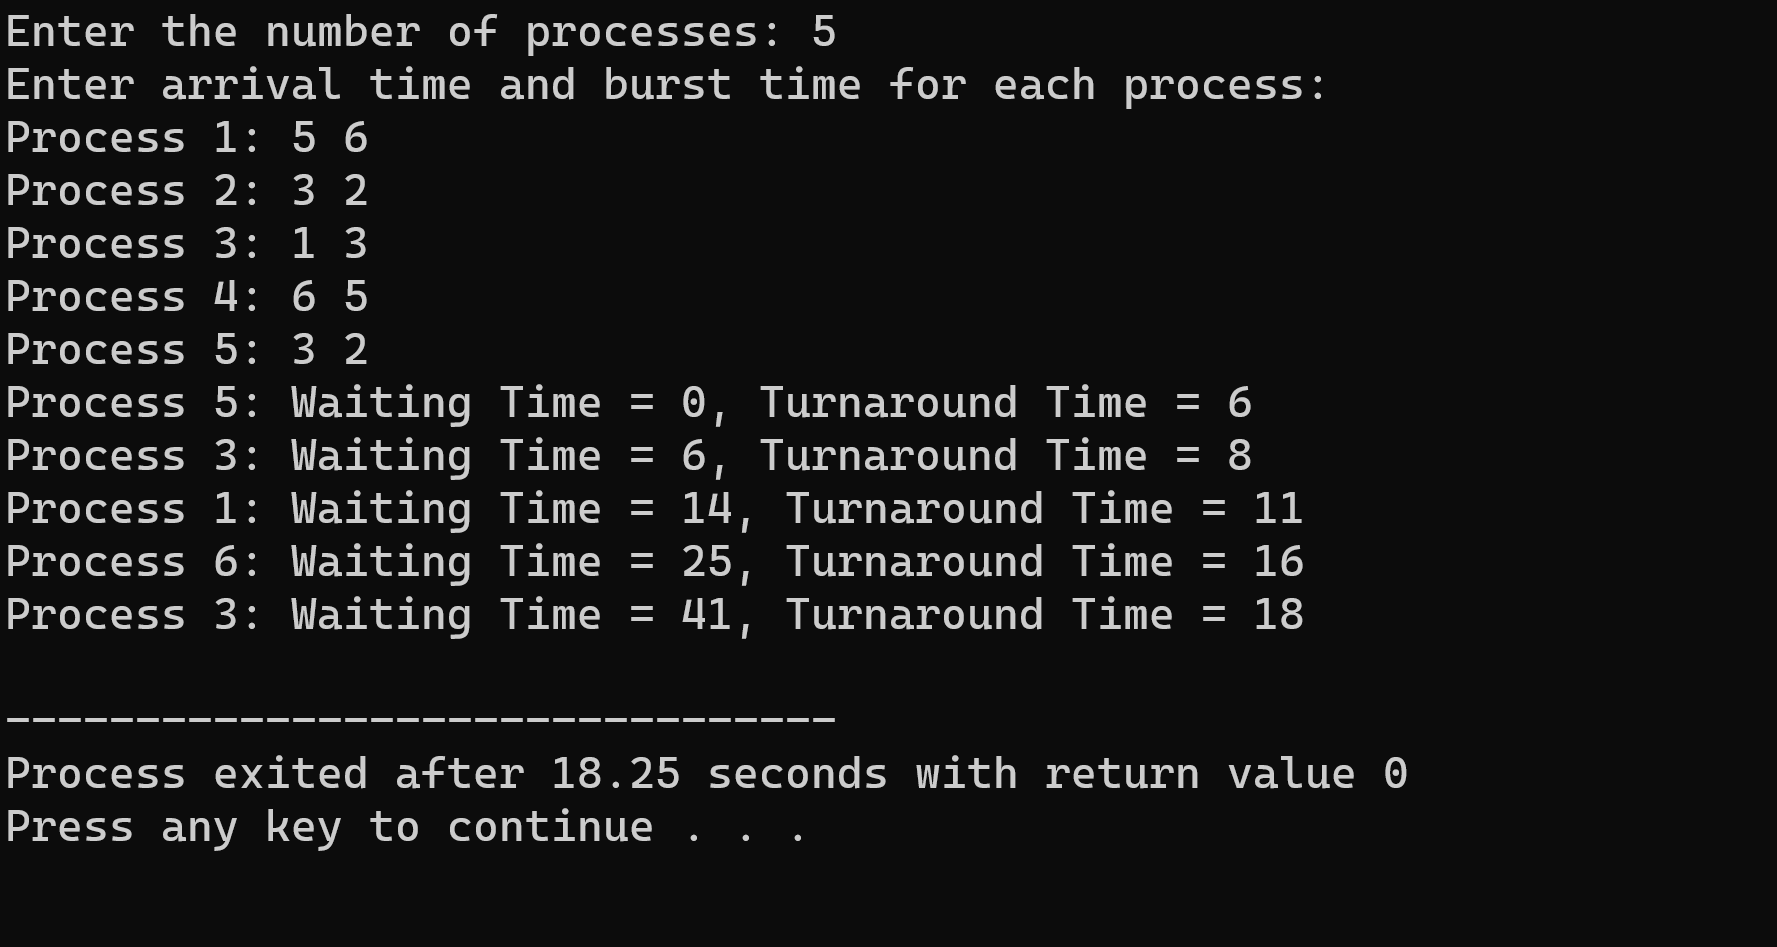 Enter the number of processes: 5
Enter arrival time and burst time for each process:
Process 1: 5 6
Process 2: 3 2
Process 3: 1 3
Process 4: 6 5
Process 5: 3 2
Process 5: Waiting Time = 0, Turnaround Time = 6
Process 3: Waiting Time = 6, Turnaround Time = 8
Process 1: Waiting Time = 14, Turnaround Time = 11
Process 6: Waiting Time = 25, Turnaround Time = 16
Process 3: Waiting Time = 41, Turnaround Time = 18
--------------------------------
Process exited after 18.25 seconds with return value 0
Press any key to continue . . .